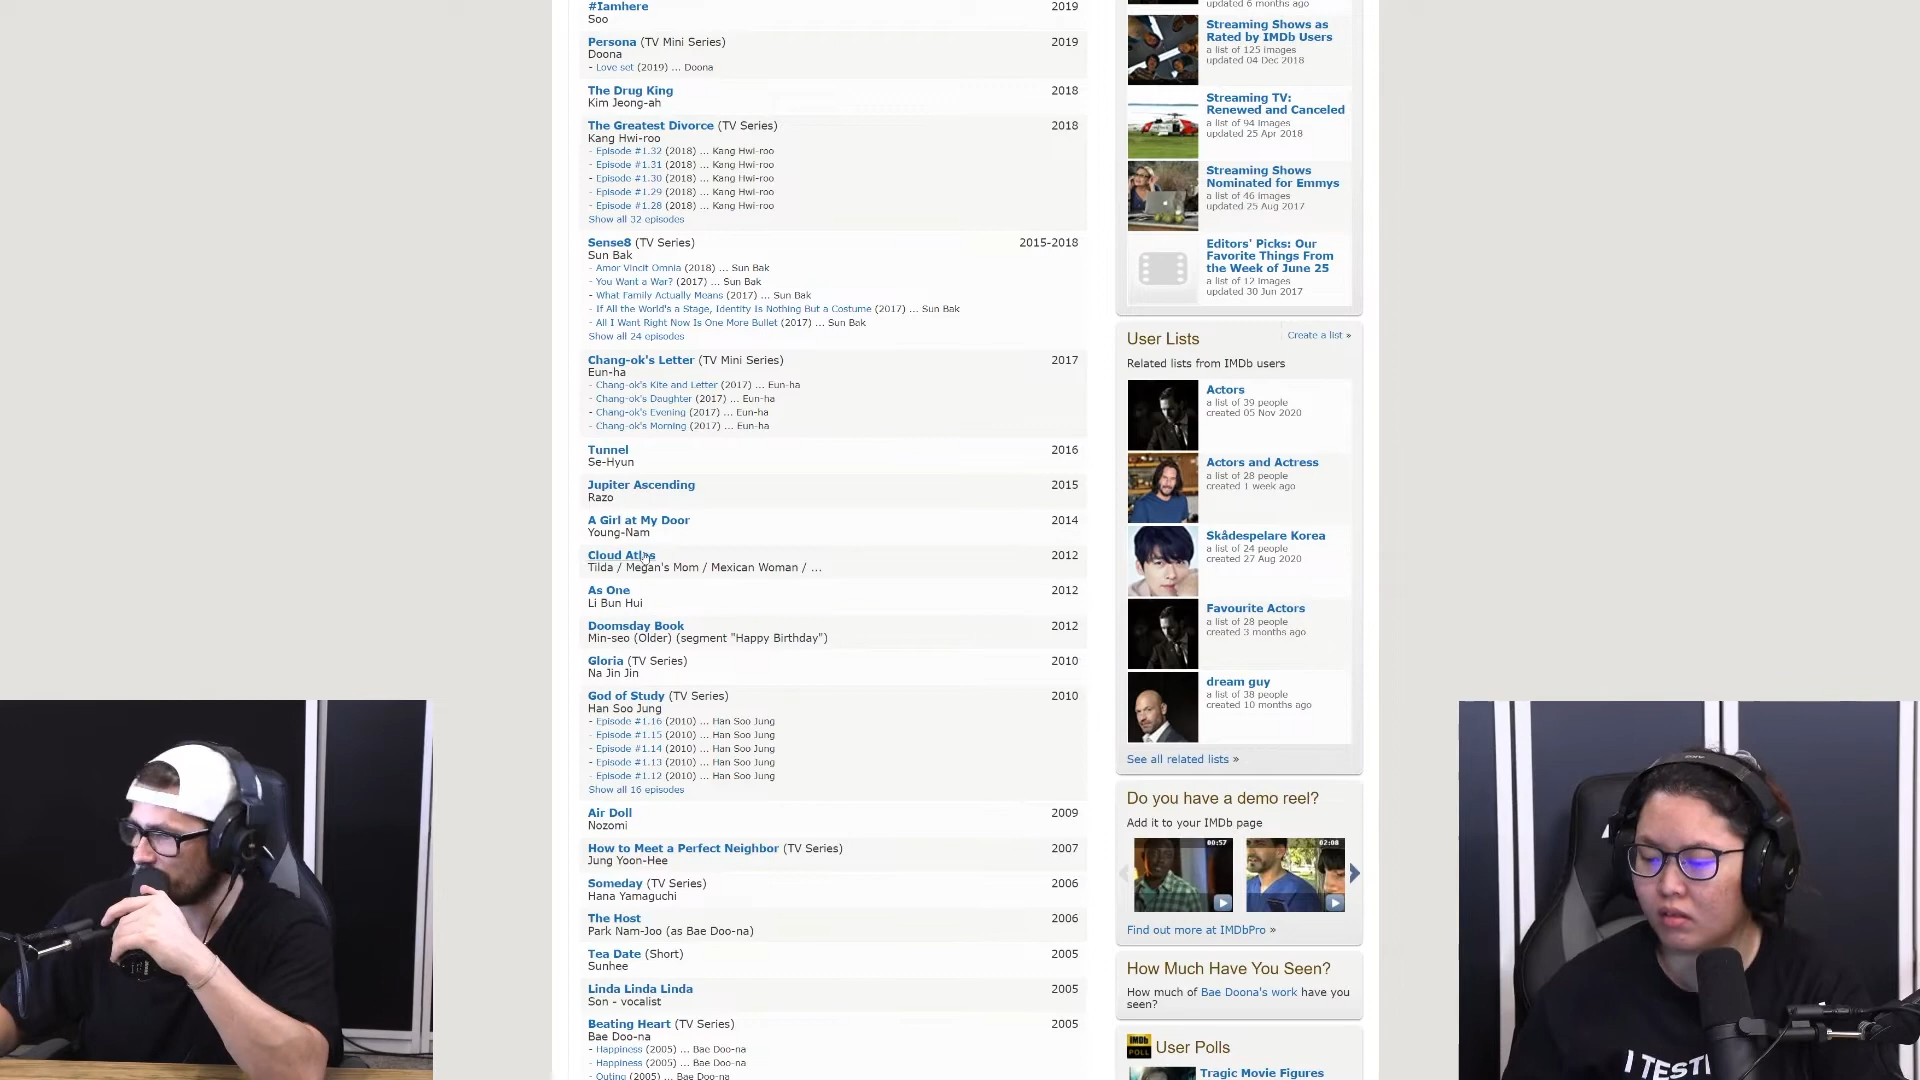 #Iamhere
2019
Soo
Persona (TV Mini Series)
2019
Doona
- Love set (2019) ... Doona
The Drug King
2018
Kim Jeong-ah
The Greatest Divorce (TV Series)
2018
Kang Hwi-roo
- Episode #1.32 (2018) ... Kang Hwi-roo
- Episode #1.31 (2018) ... Kang Hwi-roo
- Episode #1.30 (2018) ... Kang Hwi-roo
- Episode #1.29 (2018) ... Kang Hwi-roo
- Episode #1.28 (2018) ... Kang Hwi-roo
Show all 32 episodes
Sense8 (TV Series)
2015-2018
Sun Bak
- Amor Vincit Omnia (2018) ... Sun Bak
- You Want a War? (2017) ... Sun Bak
- What Family Actually Means (2017) ... Sun Bak
- If All the World's a Stage, Identity Is Nothing But a Costume (2017) ... Sun Bak
- All I Want Right Now Is One More Bullet (2017) ... Sun Bak
Show all 24 episodes
Chang-ok's Letter (TV Mini Series)
2017
Eun-ha
- Chang-ok's Kite and Letter (2017) ... Eun-ha
- Chang-ok's Daughter (2017) ... Eun-ha
- Chang-ok's Evening (2017) ... Eun-ha
- Chang-ok's Morning (2017) ... Eun-ha
Tunnel
2016
Se-Hyun
Jupiter Ascending
2015
Razo
A Girl at My Door
2014
Young-Nam
Cloud Atlas
2012
Tilda / Megan's Mom / Mexican Woman / ...
As One
2012
Li Bun Hui
Doomsday Book
2012
Min-seo (Older) (segment "Happy Birthday")
Gloria (TV Series)
2010
Na Jin Jin
God of Study (TV Series)
2010
Han Soo Jung
- Episode #1.16 (2010) ... Han Soo Jung
- Episode #1.15 (2010) ... Han Soo Jung
- Episode #1.14 (2010) ... Han Soo Jung
- Episode #1.13 (2010) ... Han Soo Jung
- Episode #1.12 (2010) ... Han Soo Jung
Show all 16 episodes
Air Doll
2009
Nozomi
How to Meet a Perfect Neighbor (TV Series)
2007
Jung Yoon-Hee
Someday (TV Series)
2006
Hana Yamaguchi
The Host
2006
Park Nam-Joo (as Bae Doo-na)
Tea Date (Short)
2005
Sunhee
Linda Linda Linda
2005
Son - vocalist
Beating Heart (TV Series)
2005
Bae Doo-na
- Happiness (2005) ... Bae Doo-na
- Happiness (2005) ... Bae Doo-na
- Outing (2005) ... Bae Doo-na
updated 6 months ago
Streaming Shows as
Rated by IMDb Users
a list of 125 images
updated 04 Dec 2018
Streaming TV:
Renewed and Canceled
a list of 94 images
updated 25 Apr 2018
Streaming Shows
Nominated for Emmys
a list of 46 images
updated 25 Aug 2017
Editors' Picks: Our
Favorite Things From
the Week of June 25
a list of 12 images
updated 30 Jun 2017
User Lists
Create a list »
Related lists from IMDb users
Actors
a list of 39 people
created 05 Nov 2020
Actors and Actress
a list of 28 people
created 1 week ago
Skådespelare Korea
a list of 24 people
created 27 Aug 2020
Favourite Actors
a list of 28 people
created 3 months ago
dream guy
a list of 38 people
created 10 months ago
See all related lists »
Do you have a demo reel?
Add it to your IMDb page
00:57
02:08
Find out more at IMDbPro »
How Much Have You Seen?
How much of Bae Doona's work have you
seen?
IMDb
POLL
User Polls
Tragic Movie Figures
I TEST